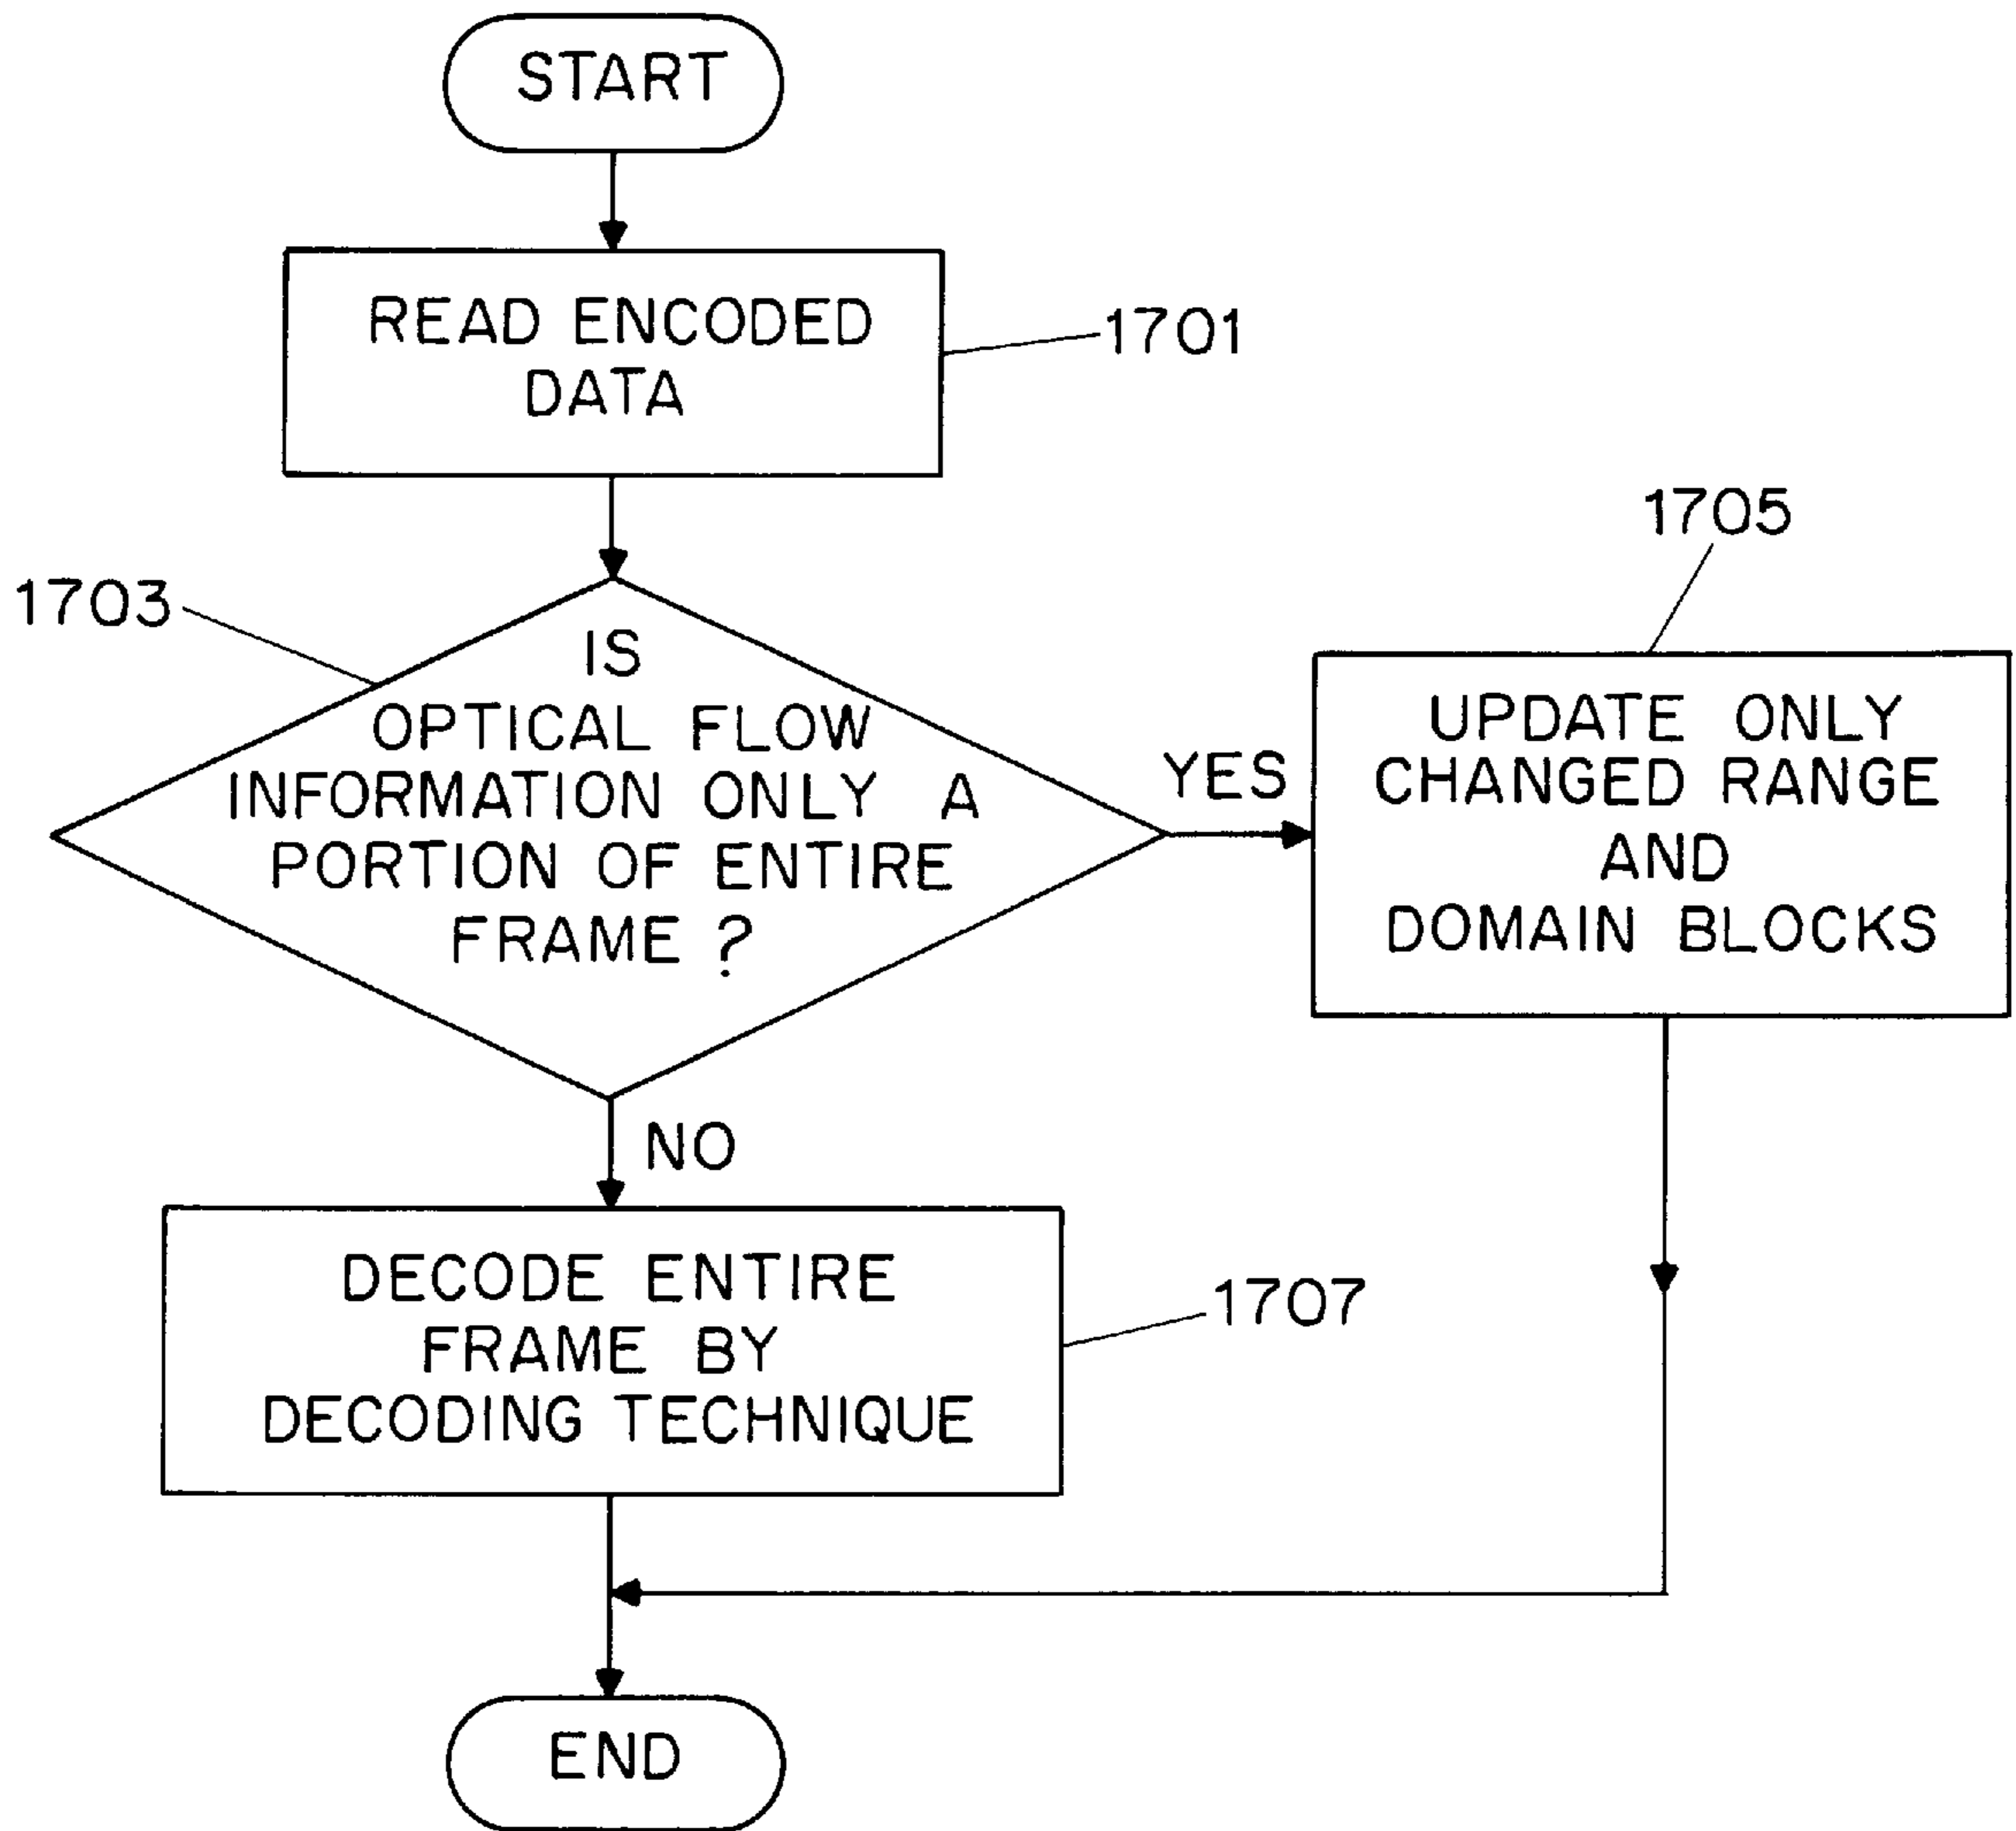 START
READ ENCODED
DATA
1701
1703
IS
OPTICAL FLOW
INFORMATION ONLY A
PORTION OF ENTIRE
FRAME ?
YES
1705
UPDATE ONLY
CHANGED RANGE
AND
DOMAIN BLOCKS
NO
DECODE ENTIRE
FRAME BY
DECODING TECHNIQUE
1707
END